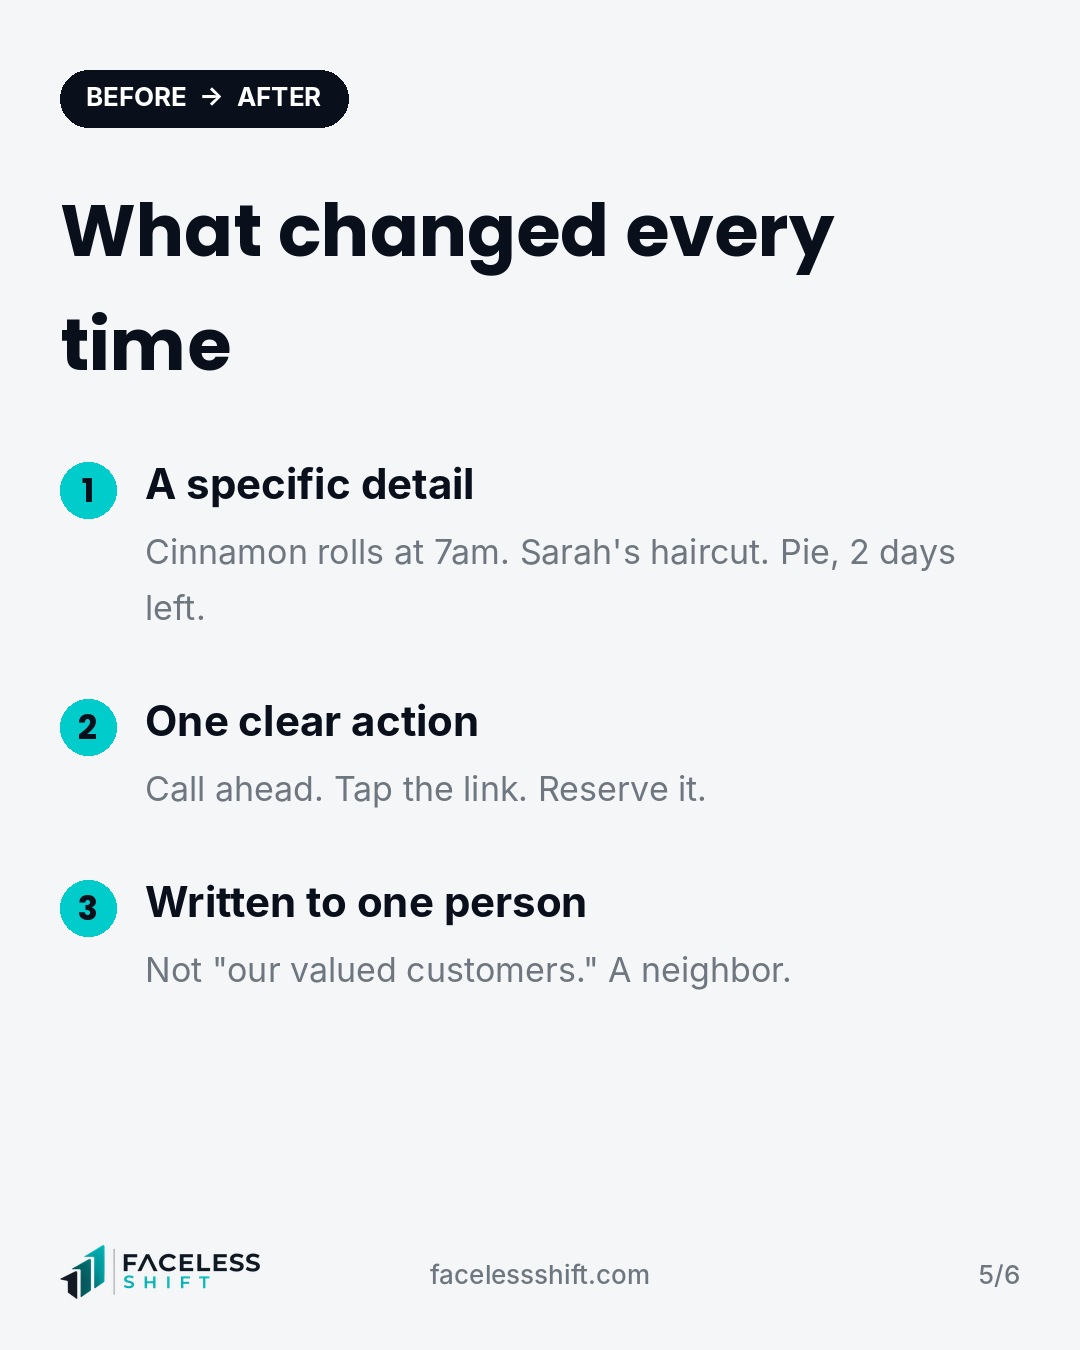 BEFORE → AFTER
What changed every
time
1 A specific detail
Cinnamon rolls at 7am. Sarah's haircut. Pie, 2 days
left.
2 One clear action
Call ahead. Tap the link. Reserve it.
3 Written to one person
Not "our valued customers." A neighbor.
FACELESS
SHIFT
facelessshift.com
5/6